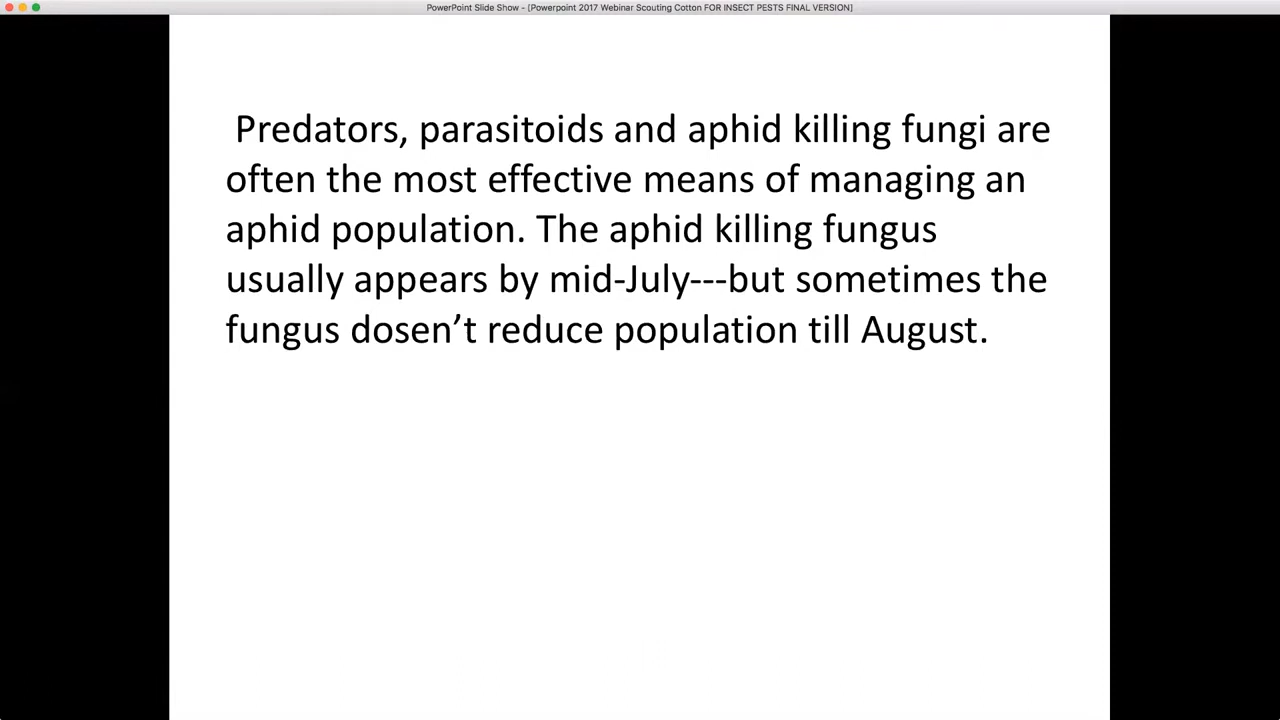 PowerPoint Slide Show - [Powerpoint 2017 Webinar Scouting Cotton FOR INSECT PESTS FINAL VERSION]
Predators, parasitoids and aphid killing fungi are
often the most effective means of managing an
aphid population. The aphid killing fungus
usually appears by mid-July---but sometimes the
fungus dosen’t reduce population till August.